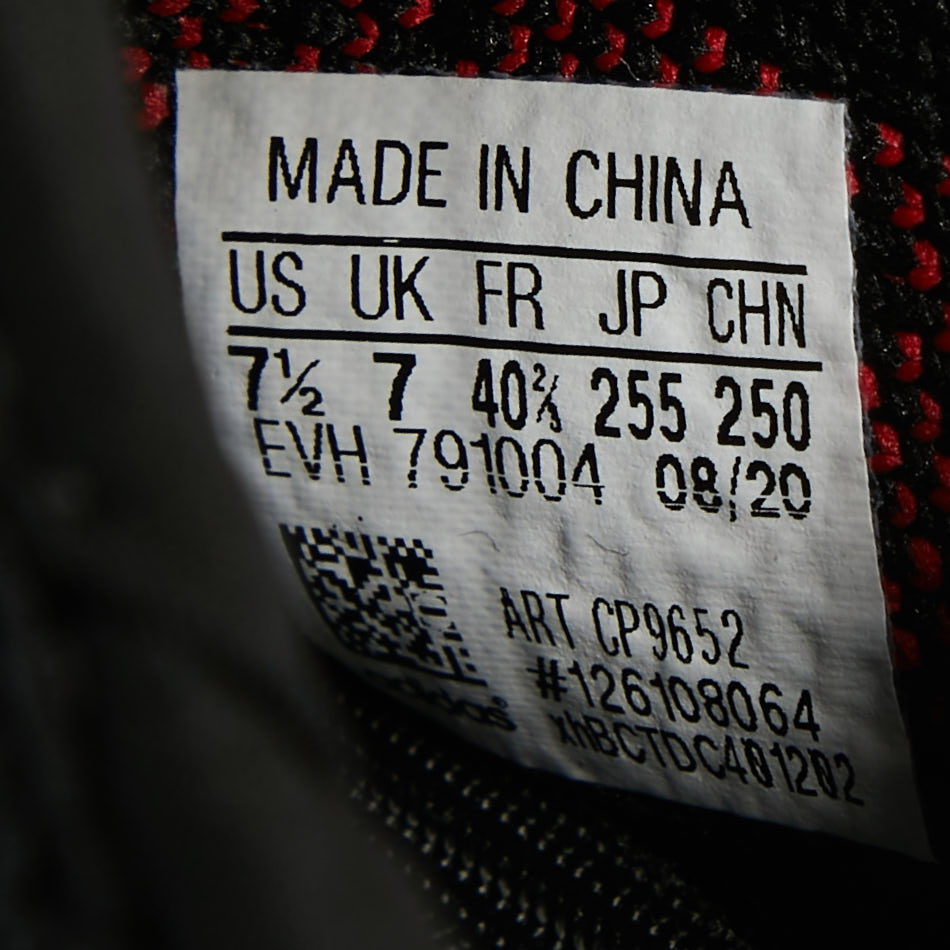 MADE IN CHINA
US UK FR JP CHN
7½ 7 40⅔ 255 250
EVH 791004 08/20
ART CP9652
#126108064
xhBCTDC401202
adidas